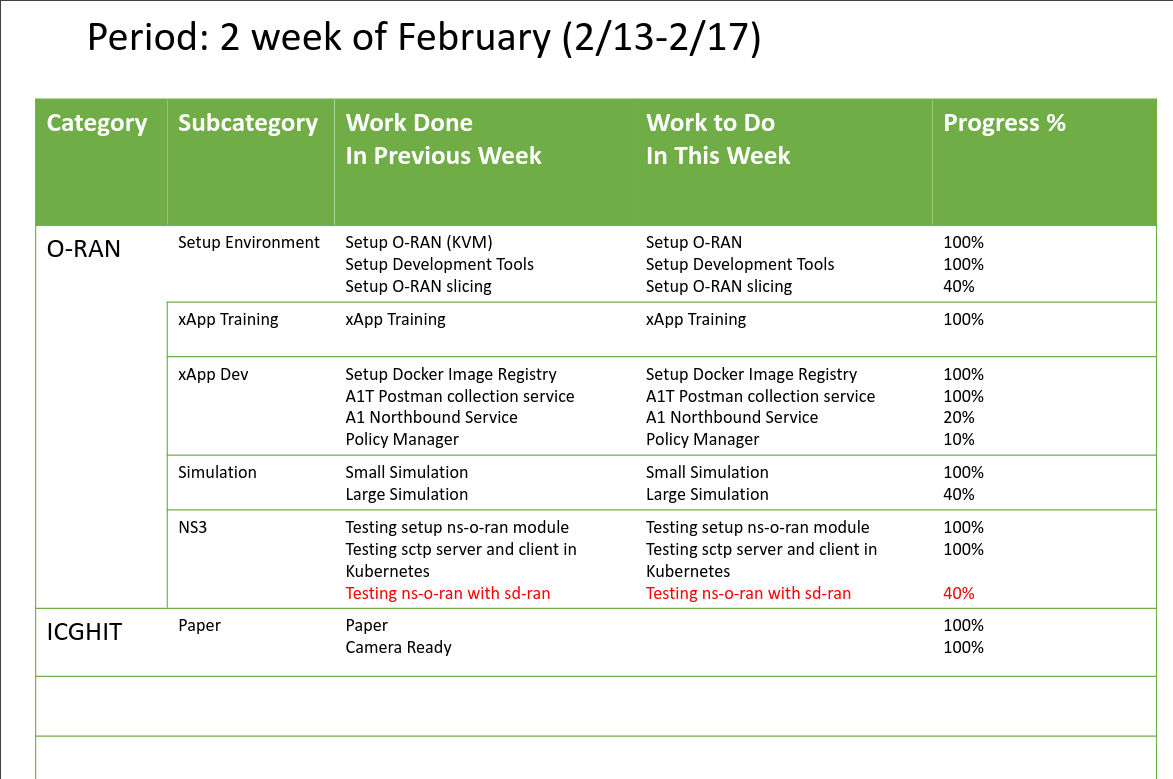 Period: 2 week of February (2/13-2/17)
Category
Subcategory
Work Done
In Previous Week
Work to Do
In This Week
Progress %
O-RAN
Setup Environment
Setup O-RAN (KVM)
Setup Development Tools
Setup O-RAN slicing
Setup O-RAN
Setup Development Tools
Setup O-RAN slicing
100%
100%
40%
xApp Training
xApp Training
xApp Training
100%
xApp Dev
Setup Docker Image Registry
A1T Postman collection service
A1 Northbound Service
Policy Manager
Setup Docker Image Registry
A1T Postman collection service
A1 Northbound Service
Policy Manager
100%
100%
20%
10%
Simulation
Small Simulation
Large Simulation
Small Simulation
Large Simulation
100%
40%
NS3
Testing setup ns-o-ran module
Testing sctp server and client in
Kubernetes
Testing ns-o-ran with sd-ran
Testing setup ns-o-ran module
Testing sctp server and client in
Kubernetes
Testing ns-o-ran with sd-ran
100%
100%
40%
ICGHIT
Paper
Paper
Camera Ready
100%
100%